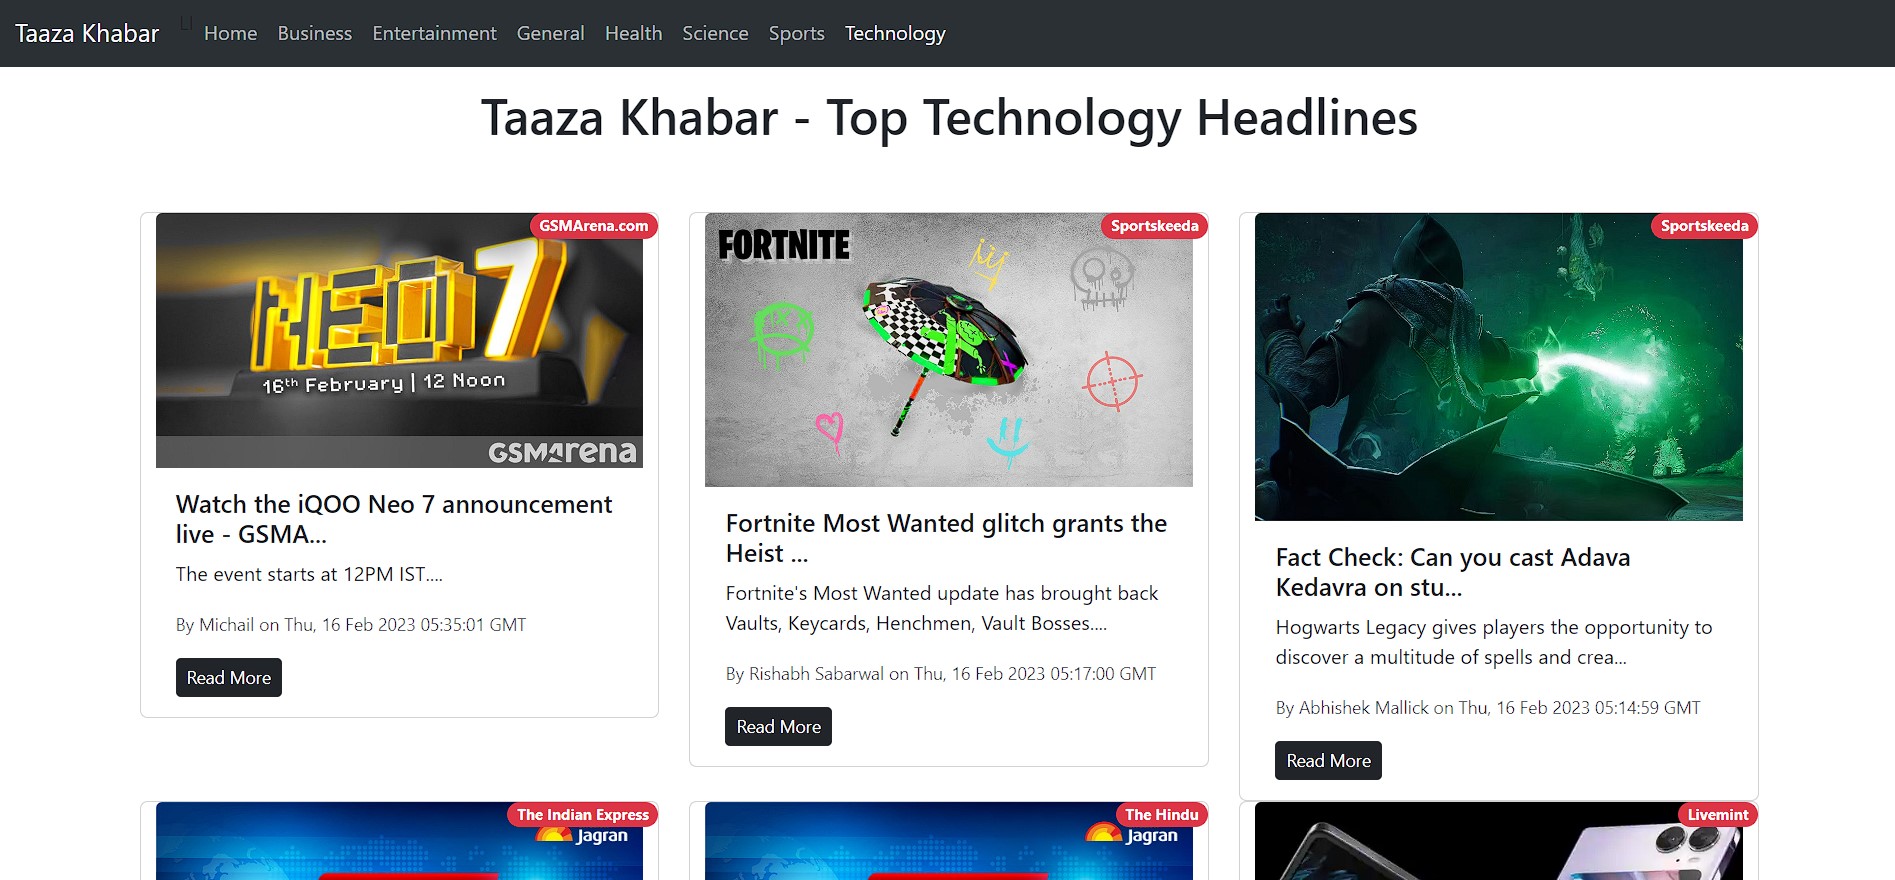 Taaza Khabar LI Home Business Entertainment General Health Science Sports Technology
Taaza Khabar - Top Technology Headlines
GSMArena.com
NEO 7
16th February | 12 Noon
GSMArena
Watch the iQOO Neo 7 announcement
live - GSMA...
The event starts at 12PM IST....
By Michail on Thu, 16 Feb 2023 05:35:01 GMT
Read More
Sportskeeda
FORTNITE
Fortnite Most Wanted glitch grants the
Heist ...
Fortnite's Most Wanted update has brought back
Vaults, Keycards, Henchmen, Vault Bosses....
By Rishabh Sabarwal on Thu, 16 Feb 2023 05:17:00 GMT
Read More
Sportskeeda
Fact Check: Can you cast Adava
Kedavra on stu...
Hogwarts Legacy gives players the opportunity to
discover a multitude of spells and crea...
By Abhishek Mallick on Thu, 16 Feb 2023 05:14:59 GMT
Read More
The Indian Express
Jagran
The Hindu
Jagran
Livemint